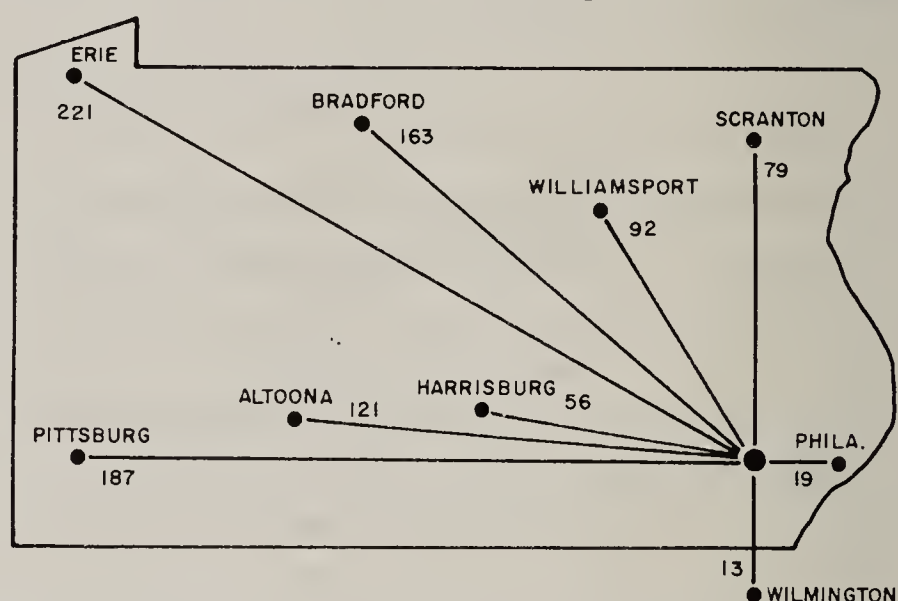 ERIE
221
BRADFORD
163
SCRANTON
79
WILLIAMSPORT
92
HARRISBURG
56
ALTOONA
121
PITTSBURG
187
PHILA.
19
13
WILMINGTON